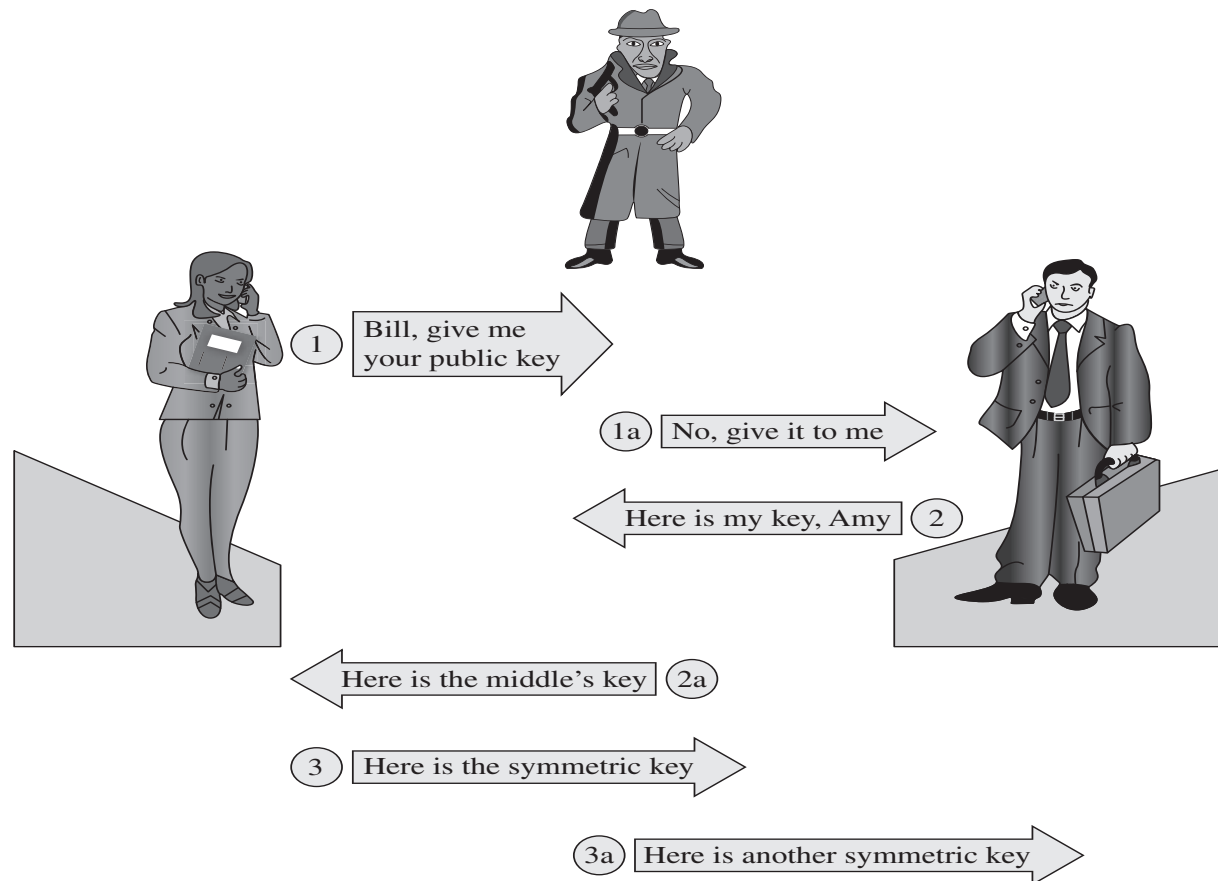 1
Bill, give me
your public key
1a
No, give it to me
Here is my key, Amy
2
Here is the middle’s key
2a
3
Here is the symmetric key
3a
Here is another symmetric key